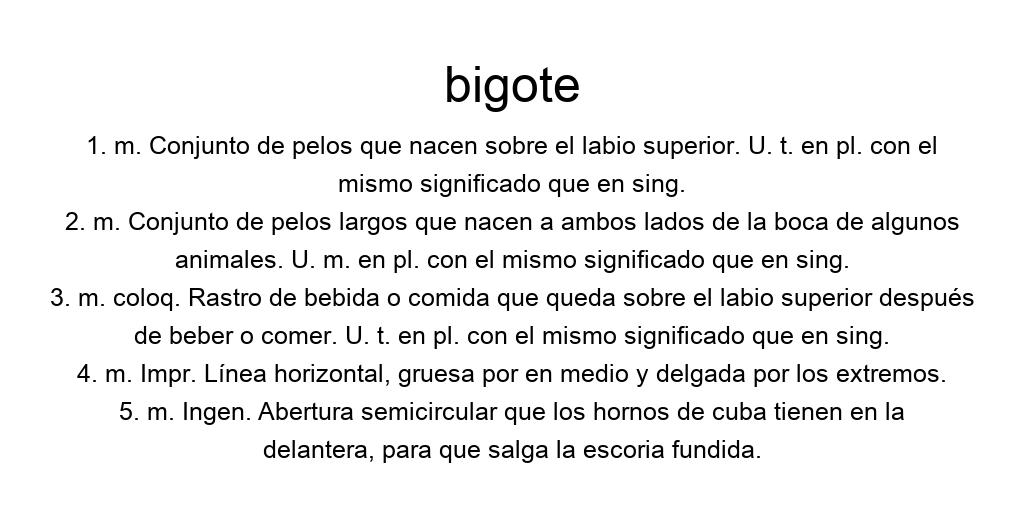 bigote
1. m. Conjunto de pelos que nacen sobre el labio superior. U. t. en pl. con el
mismo significado que en sing.
2. m. Conjunto de pelos largos que nacen a ambos lados de la boca de algunos
animales. U. m. en pl. con el mismo significado que en sing.
3. m. coloq. Rastro de bebida o comida que queda sobre el labio superior después
de beber o comer. U. t. en pl. con el mismo significado que en sing.
4. m. Impr. Línea horizontal, gruesa por en medio y delgada por los extremos.
5. m. Ingen. Abertura semicircular que los hornos de cuba tienen en la
delantera, para que salga la escoria fundida.